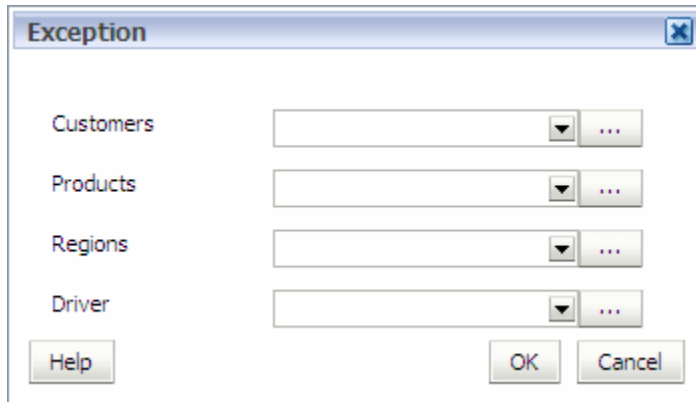 Exception
Customers ...
Products ...
Regions ...
Driver ...
Help OK Cancel